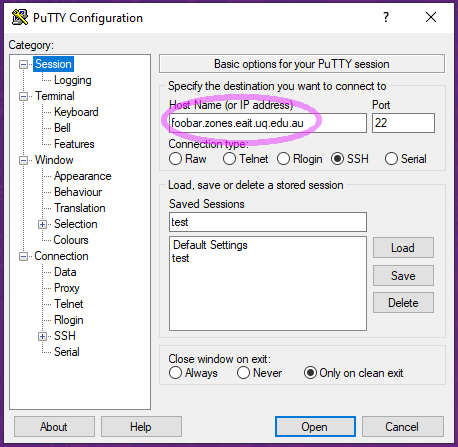 PuTTY Configuration
Category:
Session
Logging
Terminal
Keyboard
Bell
Features
Window
Appearance
Behaviour
Translation
Selection
Colours
Connection
Data
Proxy
Telnet
Rlogin
SSH
Serial
Basic options for your PuTTY session
Specify the destination you want to connect to
Host Name (or IP address) Port
foobar.zones.eait.uq.edu.au 22
Connection type:
Raw Telnet Rlogin SSH Serial
Load, save or delete a stored session
Saved Sessions
test
Default Settings
test
Load
Save
Delete
Close window on exit:
Always Never Only on clean exit
About Help Open Cancel